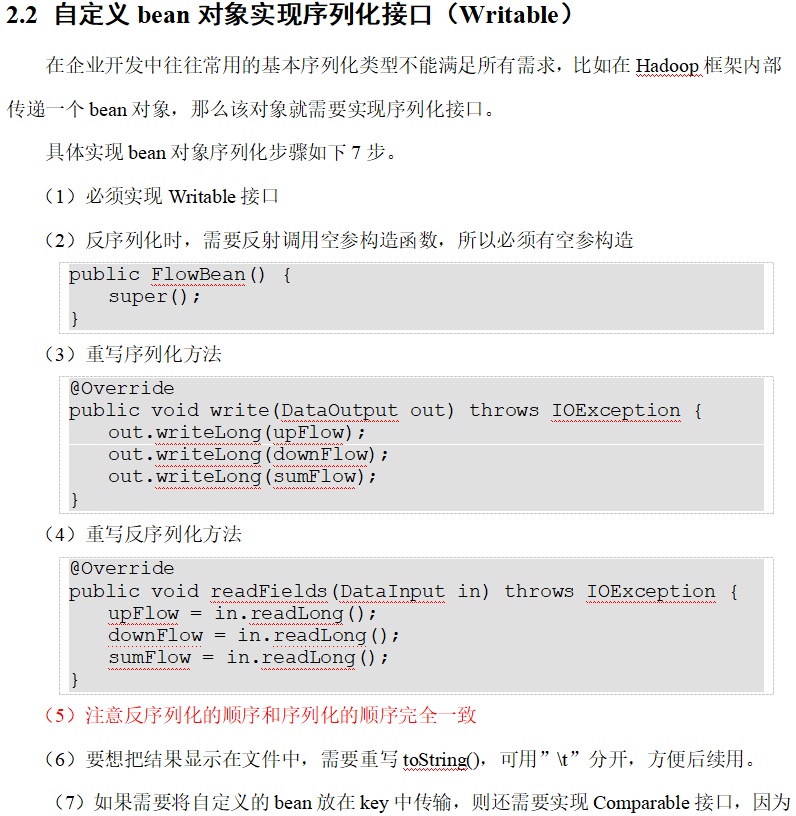 2.2 自定义 bean 对象实现序列化接口（Writable）
在企业开发中往往常用的基本序列化类型不能满足所有需求，比如在 Hadoop 框架内部
传递一个 bean 对象，那么该对象就需要实现序列化接口。
具体实现 bean 对象序列化步骤如下 7 步。
（1）必须实现 Writable 接口
（2）反序列化时，需要反射调用空参构造函数，所以必须有空参构造
public FlowBean() {
super();
}
（3）重写序列化方法
@Override
public void write(DataOutput out) throws IOException {
out.writeLong(upFlow);
out.writeLong(downFlow);
out.writeLong(sumFlow);
}
（4）重写反序列化方法
@Override
public void readFields(DataInput in) throws IOException {
upFlow = in.readLong();
downFlow = in.readLong();
sumFlow = in.readLong();
}
（5）注意反序列化的顺序和序列化的顺序完全一致
（6）要想把结果显示在文件中，需要重写 toString()，可用”\t”分开，方便后续用。
（7）如果需要将自定义的 bean 放在 key 中传输，则还需要实现 Comparable 接口，因为